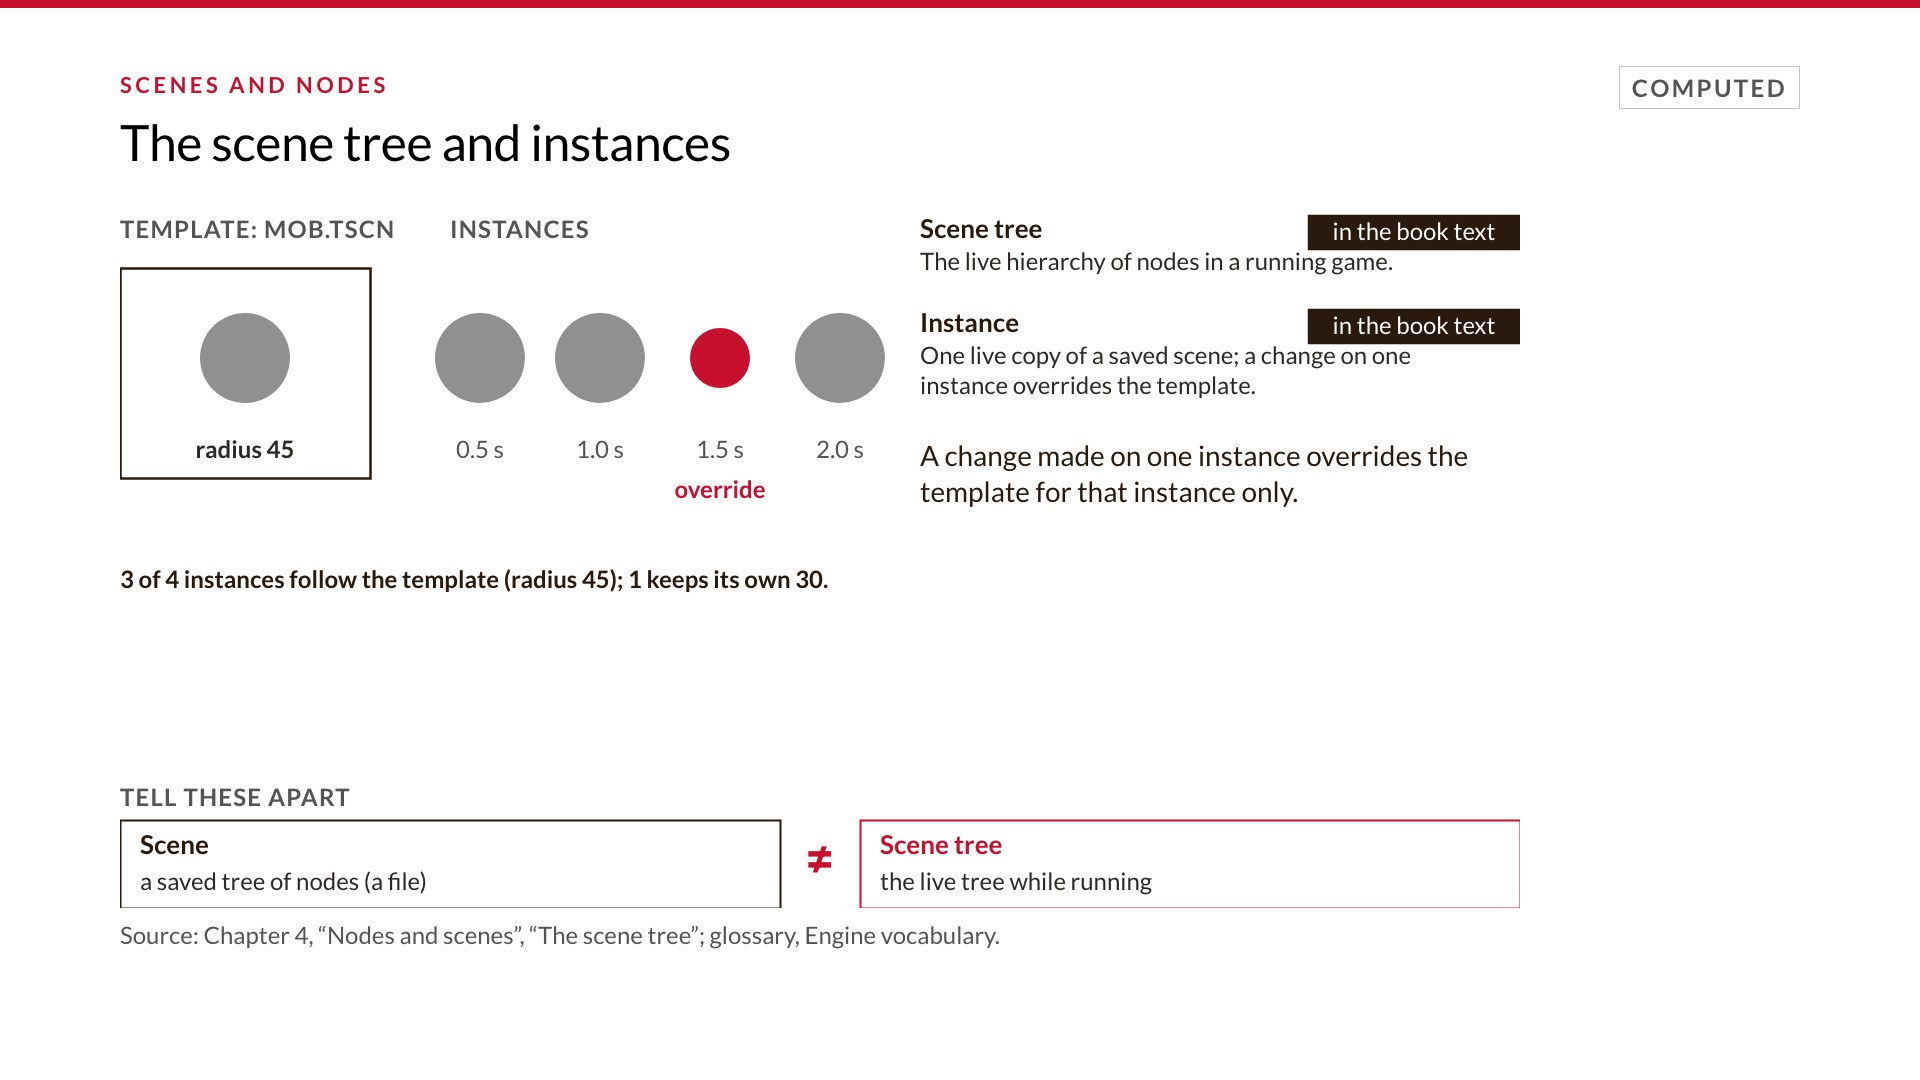 SCENES AND NODES
COMPUTED
The scene tree and instances
TEMPLATE: MOB.TSCN
INSTANCES
radius 45
0.5 s
1.0 s
1.5 s
2.0 s
override
3 of 4 instances follow the template (radius 45); 1 keeps its own 30.
Scene tree
in the book text
The live hierarchy of nodes in a running game.
Instance
in the book text
One live copy of a saved scene; a change on one
instance overrides the template.
A change made on one instance overrides the
template for that instance only.
TELL THESE APART
Scene
a saved tree of nodes (a file)
≠
Scene tree
the live tree while running
Source: Chapter 4, “Nodes and scenes”, “The scene tree”; glossary, Engine vocabulary.